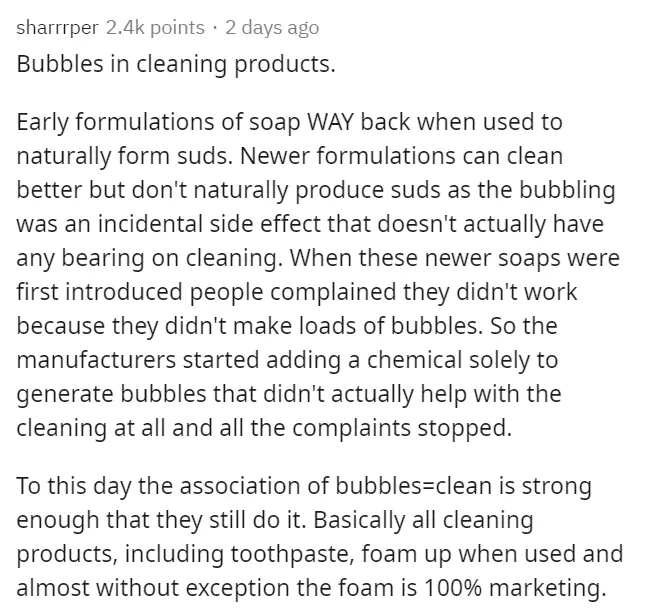 sharrrper 2.4k points · 2 days ago
Bubbles in cleaning products.
Early formulations of soap WAY back when used to
naturally form suds. Newer formulations can clean
better but don't naturally produce suds as the bubbling
was an incidental side effect that doesn't actually have
any bearing on cleaning. When these newer soaps were
first introduced people complained they didn't work
because they didn't make loads of bubbles. So the
manufacturers started adding a chemical solely to
generate bubbles that didn't actually help with the
cleaning at all and all the complaints stopped.
To this day the association of bubbles=clean is strong
enough that they still do it. Basically all cleaning
products, including toothpaste, foam up when used and
almost without exception the foam is 100% marketing.